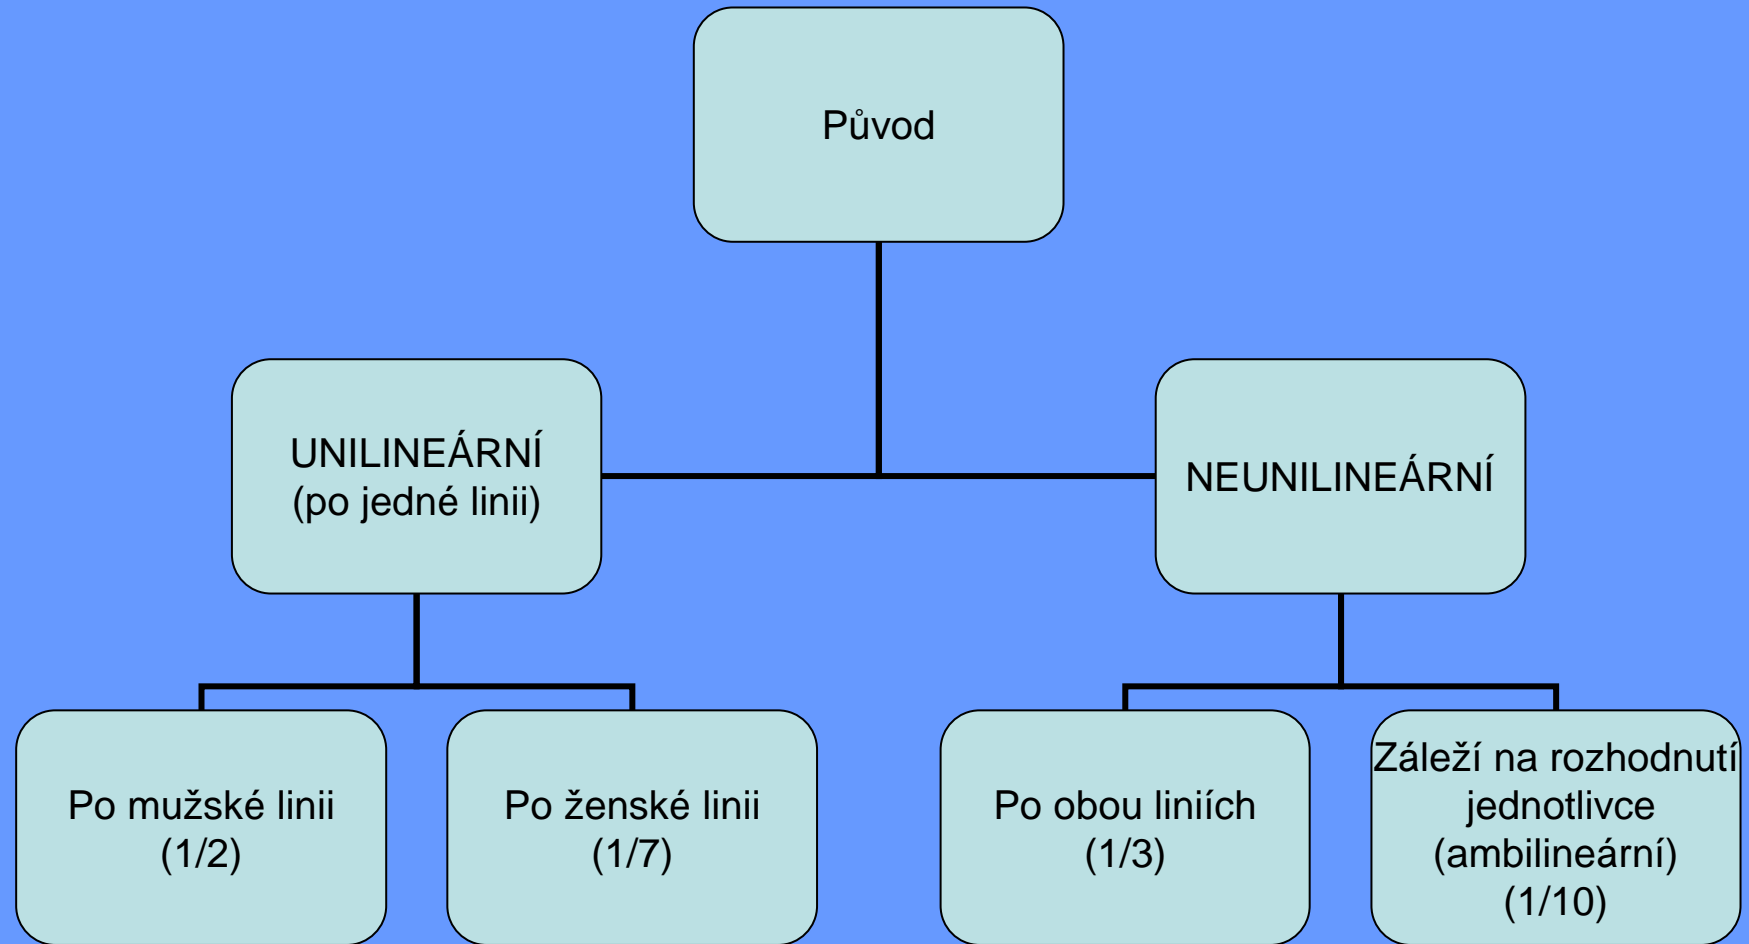 Původ
UNILINEÁRNÍ
(po jedné linii)
NEUNILINEÁRNÍ
Po mužské linii
(1/2)
Po ženské linii
(1/7)
Po obou liniích
(1/3)
Záleží na rozhodnutí
jednotlivce
(ambilineární)
(1/10)